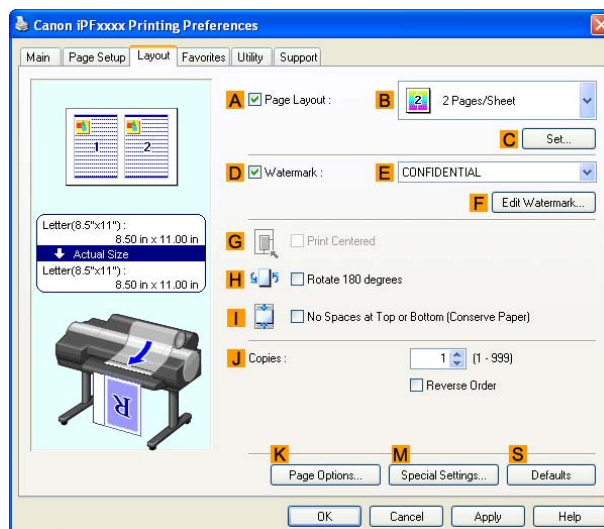 Canon iPFxxxx Printing Preferences
Main Page Setup Layout Favorites Utility Support
A Page Layout : B 2 2 Pages/Sheet
1 2
C Set...
D Watermark : E CONFIDENTIAL
F Edit Watermark...
Letter(8.5"x11") :
8.50 in x 11.00 in
Actual Size
Letter(8.5"x11") :
8.50 in x 11.00 in
G Print Centered
H Rotate 180 degrees
I No Spaces at Top or Bottom (Conserve Paper)
J Copies : 1 (1 - 999)
Reverse Order
R
K M S
Page Options... Special Settings... Defaults
OK Cancel Apply Help